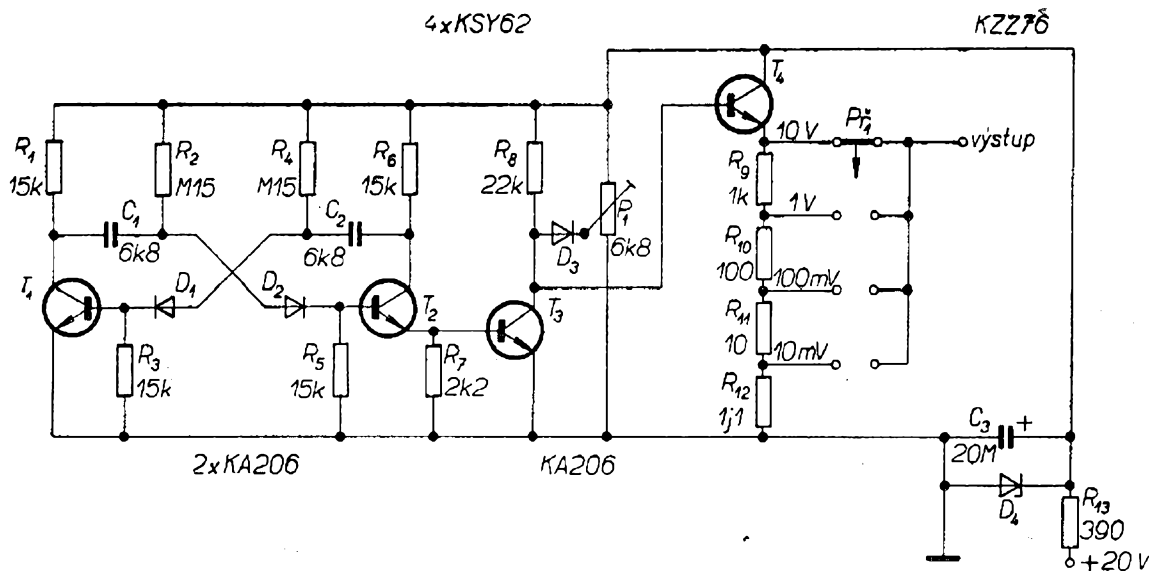 4xKSY62
KZZ76
T4
R1
15k
R2
M15
R4
M15
R6
15k
R8
22k
P1
6k8
10V
Př1
výstup
R9
1k
1V
C1
6k8
C2
6k8
D3
R10
100
100mV
T1
D1
D2
T2
T3
R11
10
10mV
R3
15k
R5
15k
R7
2k2
R12
1j1
C3
+
20M
2xKA206
KA206
D4
R13
390
+20V